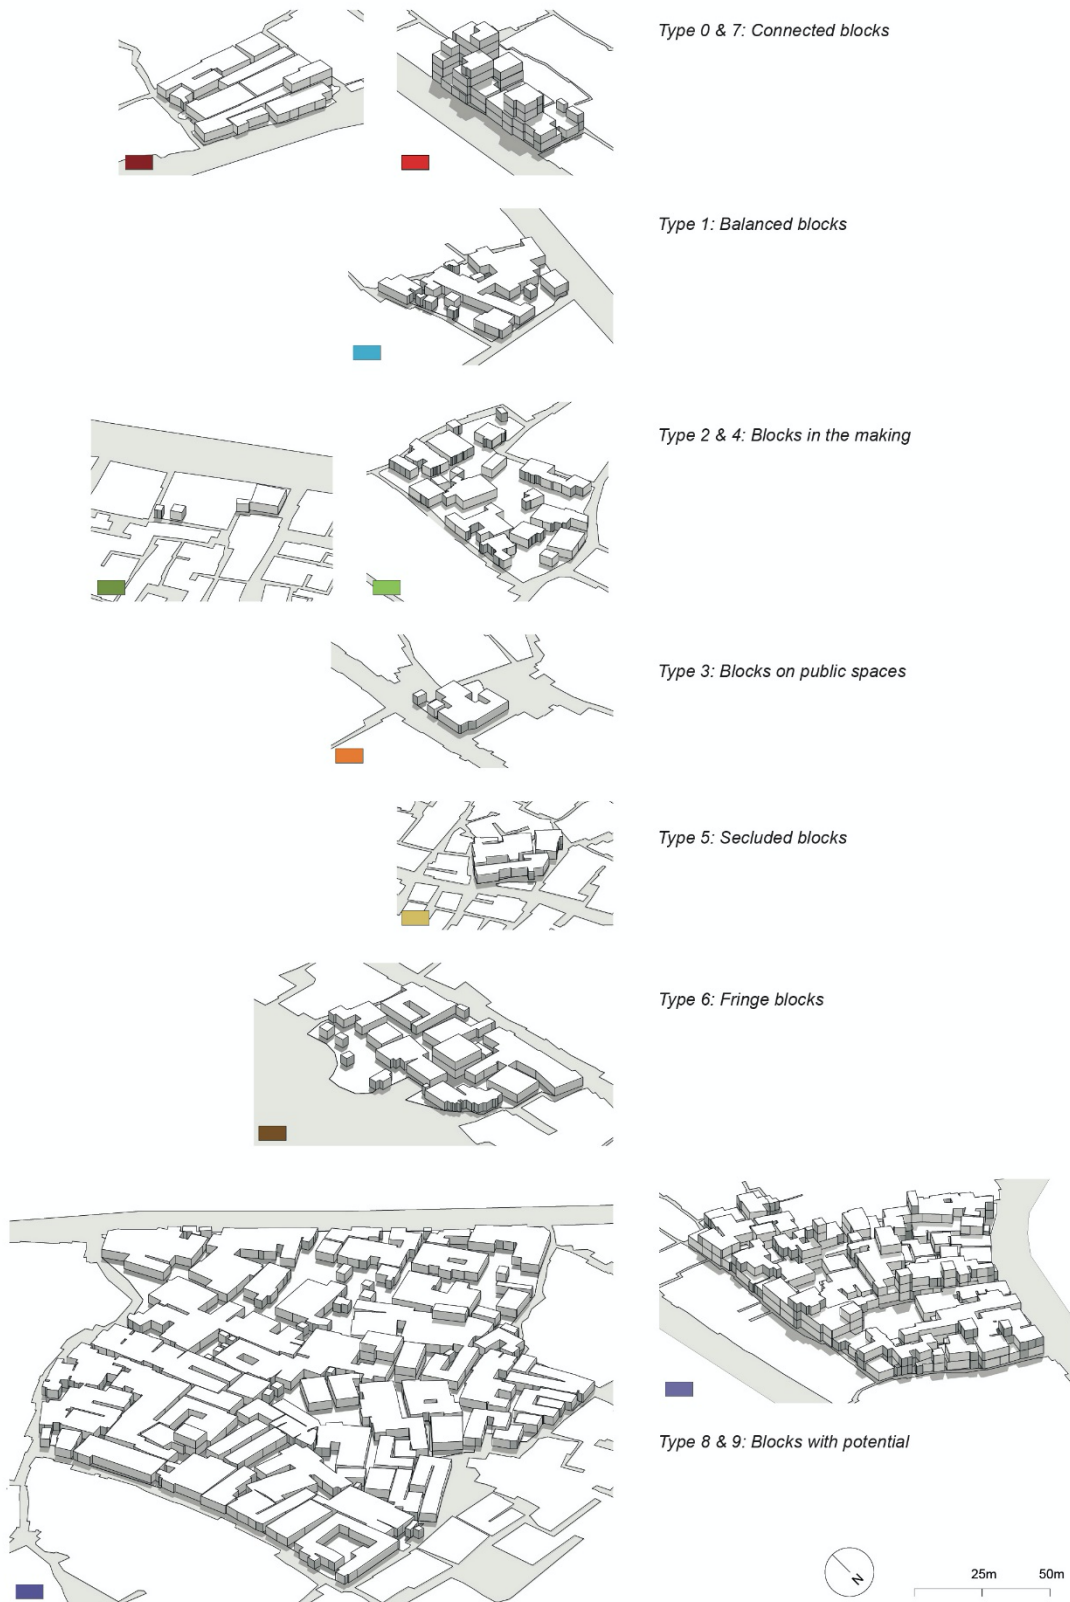 Type 0 & 7: Connected blocks
Type 1: Balanced blocks
Type 2 & 4: Blocks in the making
Type 3: Blocks on public spaces
Type 5: Secluded blocks
Type 6: Fringe blocks
Type 8 & 9: Blocks with potential
N
25m 50m